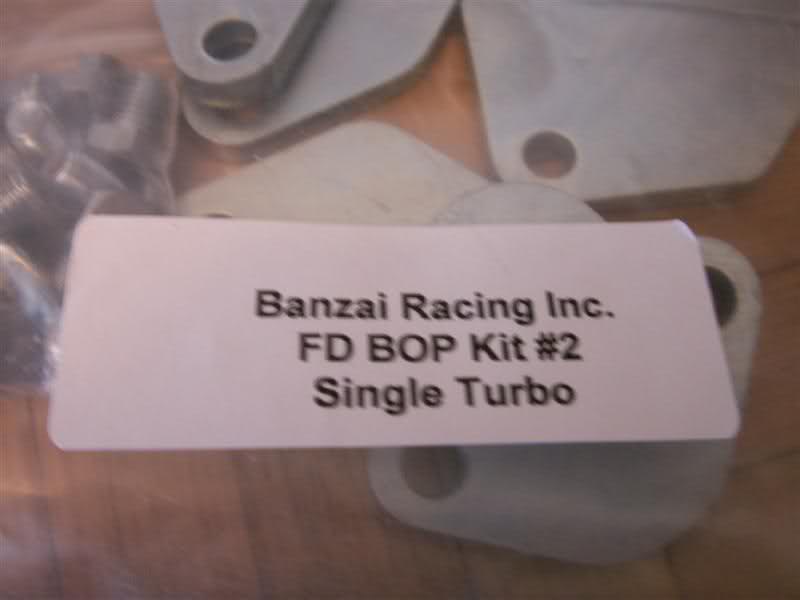 Banzai Racing Inc.
FD BOP Kit #2
Single Turbo